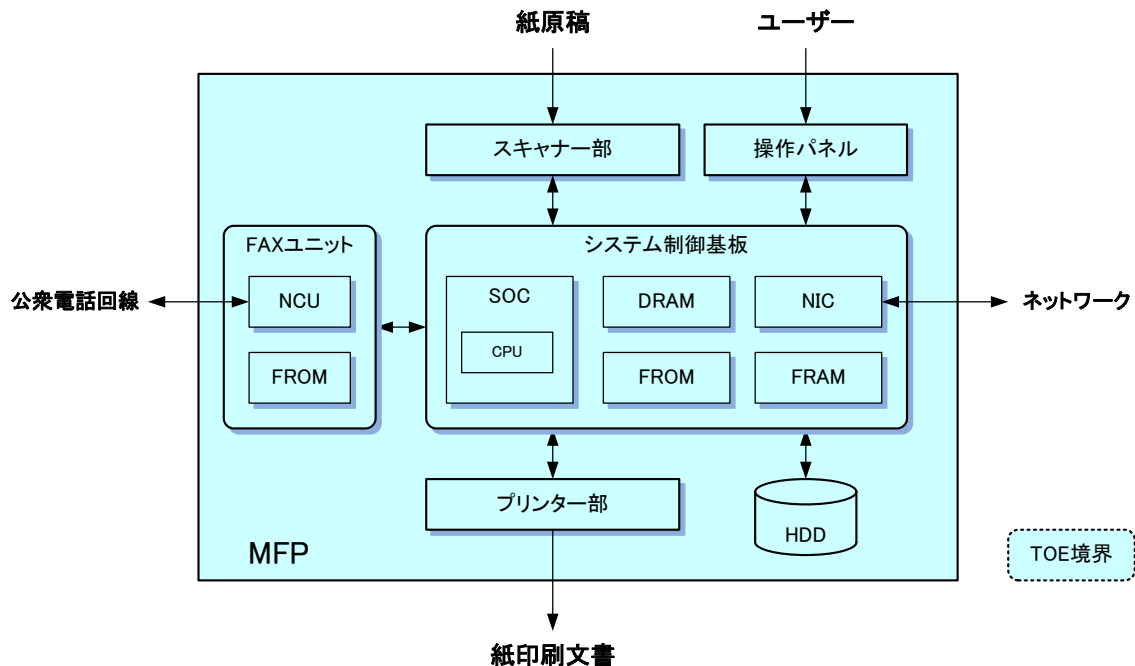 紙原稿
ユーザー
スキャナー部
操作パネル
FAXユニット
システム制御基板
公衆電話回線
NCU
SOC
DRAM
NIC
ネットワーク
CPU
FROM
FROM
FRAM
プリンター部
HDD
MFP
TOE境界
紙印刷文書